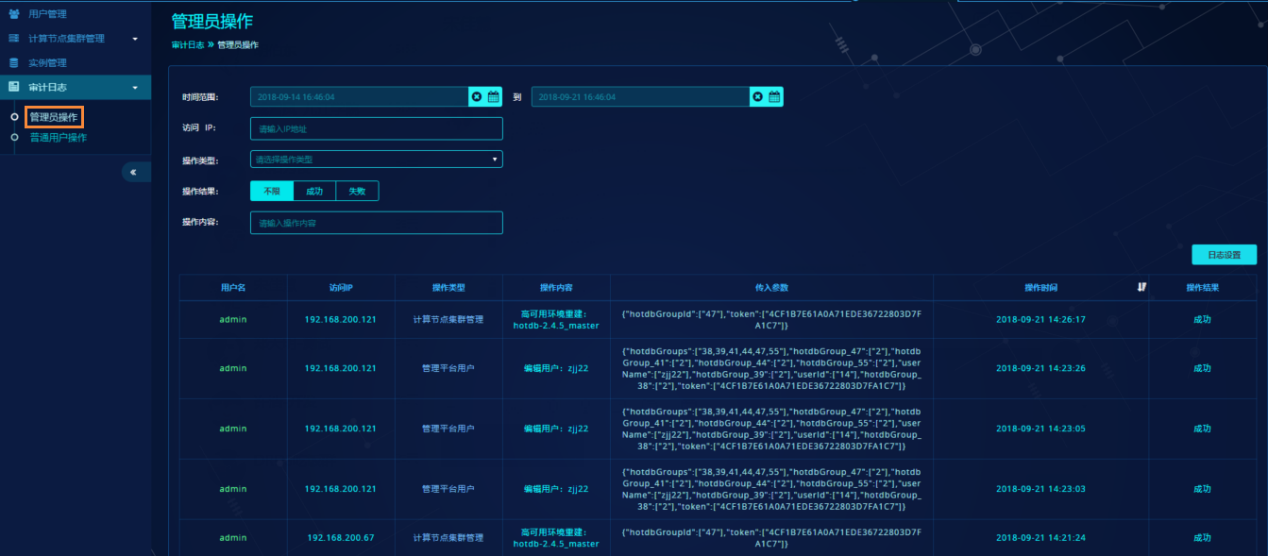 用户管理
计算节点集群管理
实例管理
审计日志
管理员操作
普通用户操作
管理员操作
审计日志 » 管理员操作
时间范围: 2018-09-14 16:46:04 到 2018-09-21 16:46:04
访问 IP: 请输入IP地址
操作类型: 请选择操作类型
操作结果: 不限 成功 失败
操作内容: 请输入操作内容
日志设置
用户名 访问IP 操作类型 操作内容 传入参数 操作时间 操作结果
admin 192.168.200.121 计算节点集群管理 高可用环境重建: hotdb-2.4.5_master {"hotdbGroupId":["47"],"token":["4CF1B7E61A0A71EDE36722803D7FA1C7"]} 2018-09-21 14:26:17 成功
admin 192.168.200.121 管理平台用户 编辑用户: zjj22 {"hotdbGroups":["38,39,41,44,47,55"],"hotdbGroup_47":["2"],"hotdbGroup_41":["2"],"hotdbGroup_44":["2"],"hotdbGroup_55":["2"],"userName":["zjj22"],"hotdbGroup_39":["2"],"userId":["14"],"hotdbGroup_38":["2"],"token":["4CF1B7E61A0A71EDE36722803D7FA1C7"]} 2018-09-21 14:23:26 成功
admin 192.168.200.121 管理平台用户 编辑用户: zjj22 {"hotdbGroups":["38,39,41,44,47,55"],"hotdbGroup_47":["2"],"hotdbGroup_41":["2"],"hotdbGroup_44":["2"],"hotdbGroup_55":["2"],"userName":["zjj22"],"hotdbGroup_39":["2"],"userId":["14"],"hotdbGroup_38":["2"],"token":["4CF1B7E61A0A71EDE36722803D7FA1C7"]} 2018-09-21 14:23:05 成功
admin 192.168.200.121 管理平台用户 编辑用户: zjj22 {"hotdbGroups":["38,39,41,44,47,55"],"hotdbGroup_47":["2"],"hotdbGroup_41":["2"],"hotdbGroup_44":["2"],"hotdbGroup_55":["2"],"userName":["zjj22"],"hotdbGroup_39":["2"],"userId":["14"],"hotdbGroup_38":["2"],"token":["4CF1B7E61A0A71EDE36722803D7FA1C7"]} 2018-09-21 14:23:03 成功
admin 192.168.200.67 计算节点集群管理 高可用环境重建: hotdb-2.4.5_master {"hotdbGroupId":["47"],"token":["4CF1B7E61A0A71EDE36722803D7FA1C7"]} 2018-09-21 14:21:24 成功